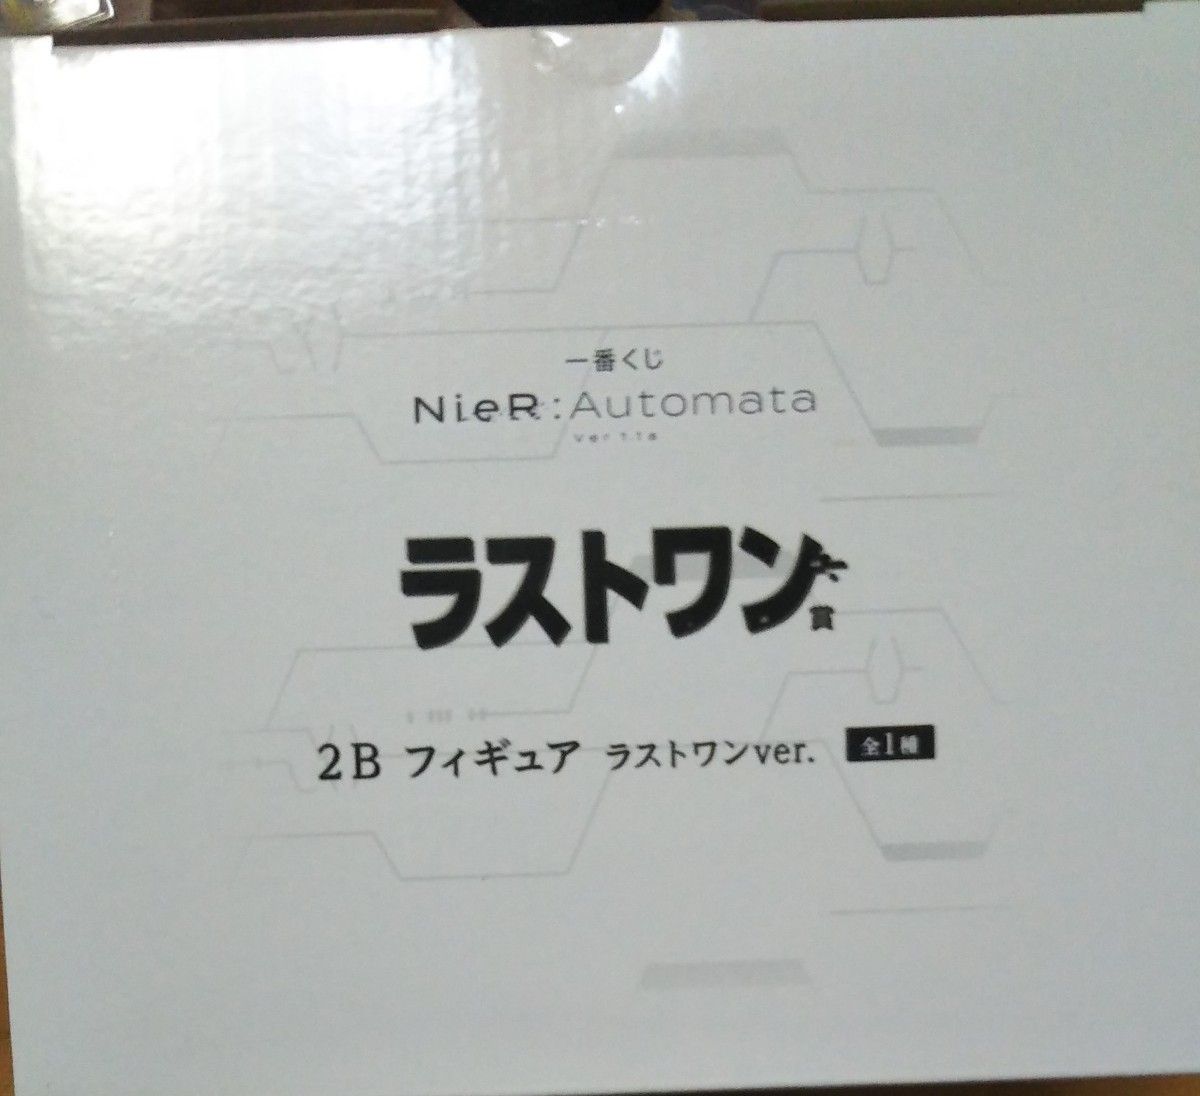 一番くじ
NieR:Automata
Ver1.1a
ラストワン賞
2B フィギュア ラストワンver. 全1種